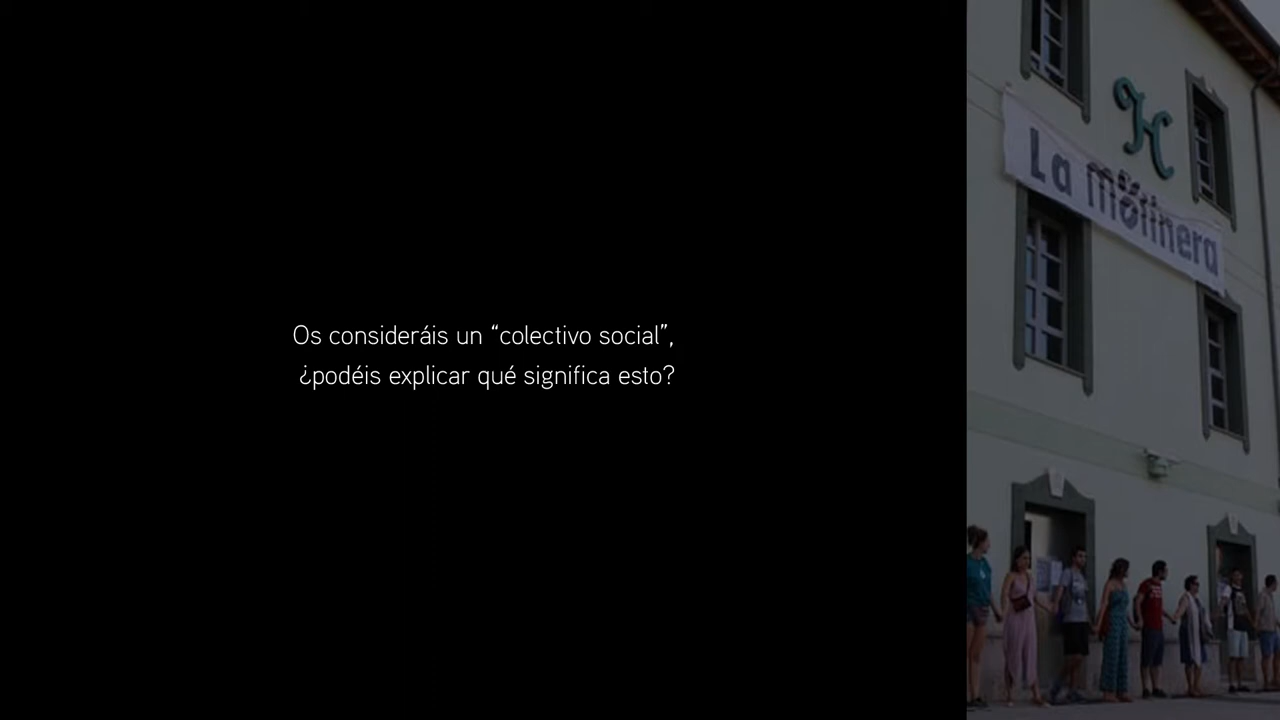 Os consideráis un “colectivo social”,
¿podéis explicar qué significa esto?
H
La molinera